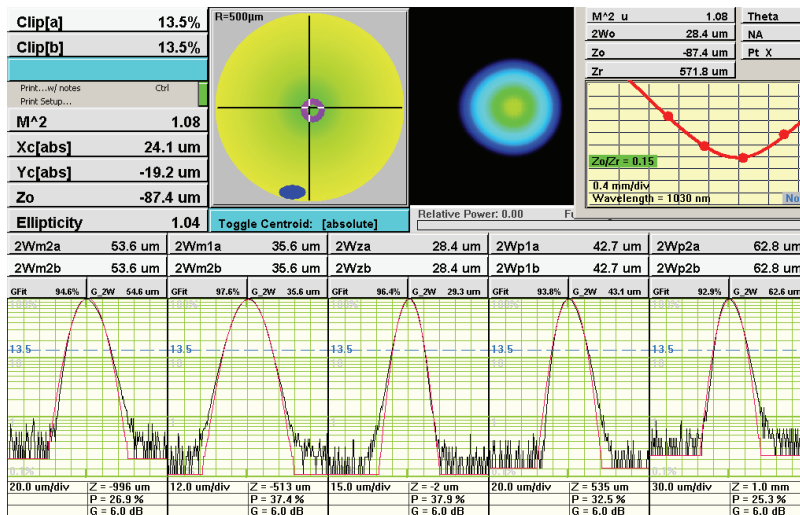 Clip[a] 13.5%
Clip[b] 13.5%
Print...w/ notes Ctrl
Print Setup...
M^2 1.08
Xc[abs] 24.1 um
Yc[abs] -19.2 um
Zo -87.4 um
Ellipticity 1.04
R=500µm
Toggle Centroid: [absolute]
Relative Power: 0.00
M^2 u 1.08 Theta
2Wo 28.4 um NA
Zo -87.4 um Pt X
Zr 571.8 um
Zo/Zr = 0.15
0.4 mm/div
Wavelength = 1030 nm No
2Wm2a 53.6 um 2Wm1a 35.6 um 2Wza 28.4 um 2Wp1a 42.7 um 2Wp2a 62.8 um
2Wm2b 53.6 um 2Wm2b 35.6 um 2Wzb 28.4 um 2Wp1b 42.7 um 2Wp2b 62.8 um
GFit 94.6% G_2W 54.6 um GFit 97.6% G_2W 35.6 um GFit 96.4% G_2W 29.3 um GFit 93.8% G_2W 43.1 um GFit 92.9% G_2W 62.6 um
13.5 13.5 13.5 13.5 13.5
20.0 um/div Z = -996 um 12.0 um/div Z = -513 um 15.0 um/div Z = -2 um 20.0 um/div Z = 535 um 30.0 um/div Z = 1.0 mm
P = 26.9 % P = 37.4 % P = 37.9 % P = 32.5 % P = 25.3 %
G = 6.0 dB G = 6.0 dB G = 6.0 dB G = 6.0 dB G = 6.0 dB